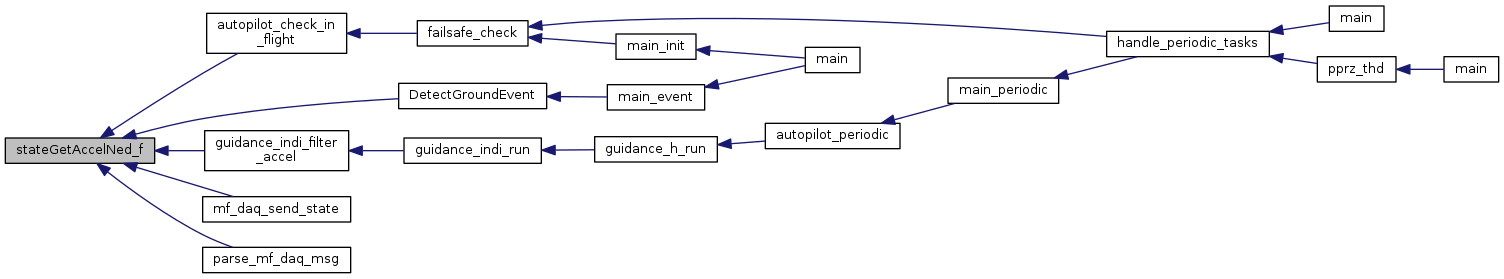 stateGetAccelNed_f
autopilot_check_in
_flight
failsafe_check
main_init
main
handle_periodic_tasks
main
pprz_thd
main
DetectGroundEvent
main_event
main_periodic
autopilot_periodic
guidance_indi_filter
_accel
guidance_indi_run
guidance_h_run
mf_daq_send_state
parse_mf_daq_msg